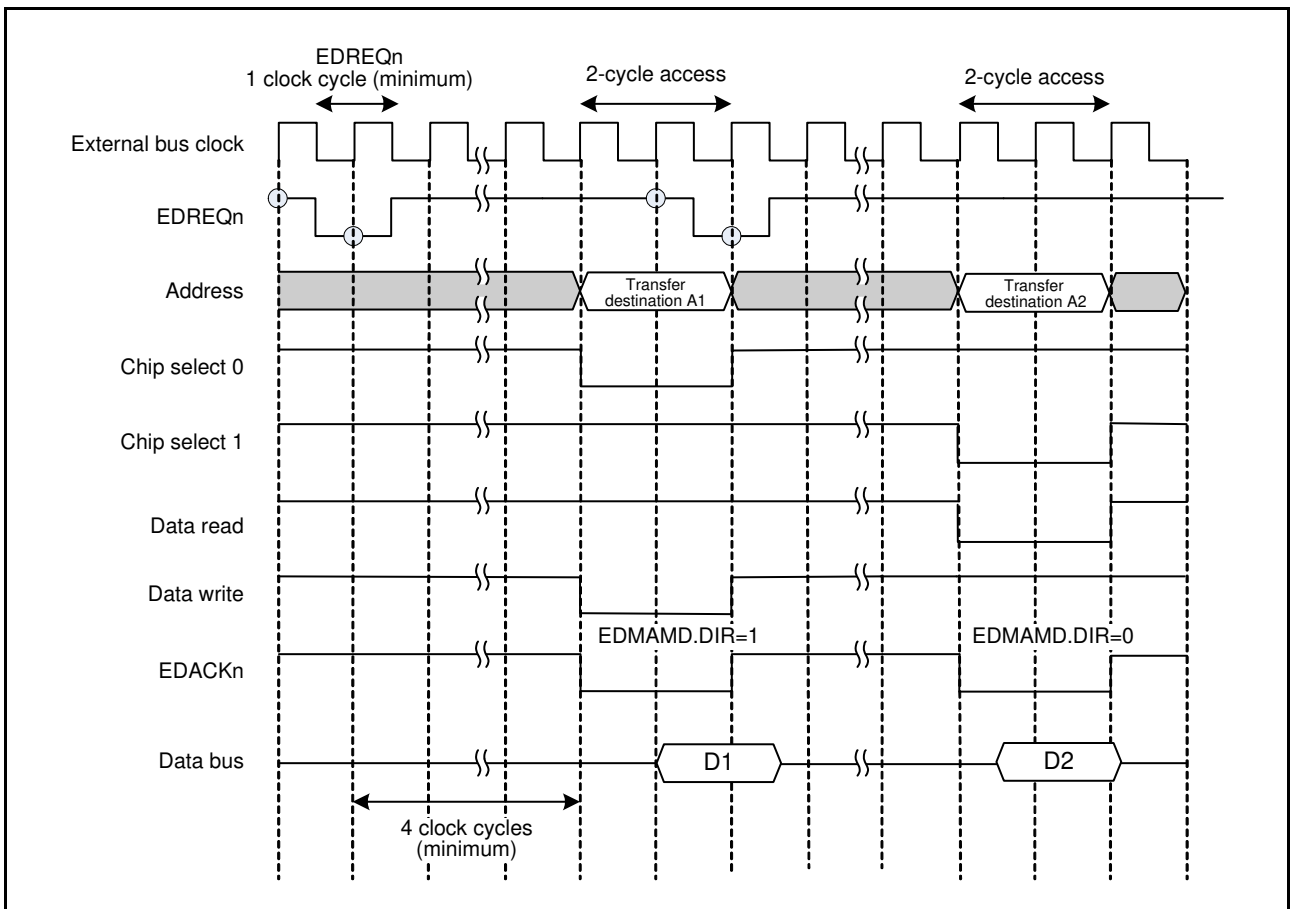 EDREQn
1 clock cycle (minimum)
2-cycle access
2-cycle access
External bus clock
EDREQn
Address
Transfer
destination A1
Transfer
destination A2
Chip select 0
Chip select 1
Data read
Data write
EDMAMD.DIR=1
EDMAMD.DIR=0
EDACKn
Data bus
D1
D2
4 clock cycles
(minimum)